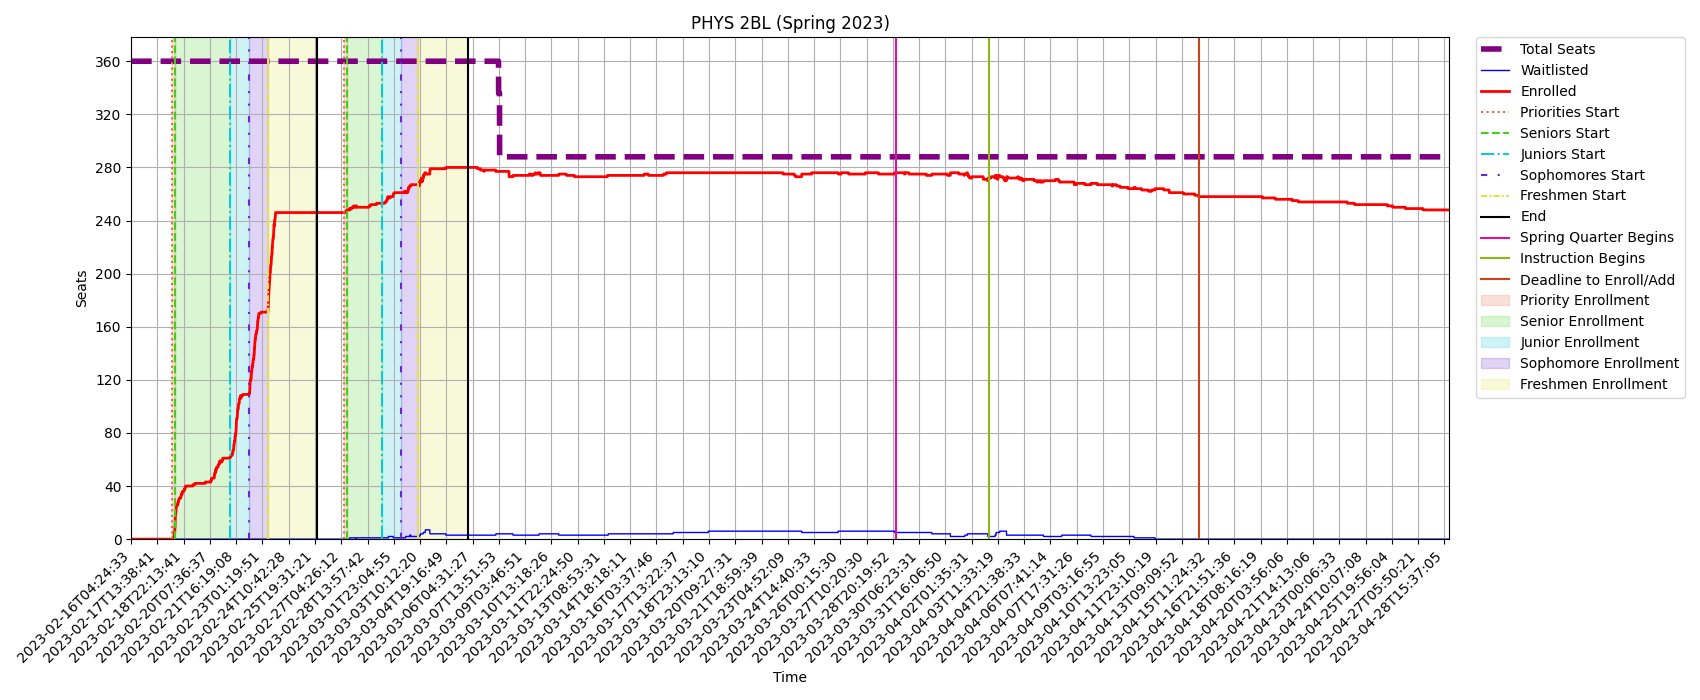 PHYS 2BL (Spring 2023)
Seats
360
320
280
240
200
160
120
80
40
0
2023-02-16T04:24:33
2023-02-17T13:38:41
2023-02-18T22:13:41
2023-02-20T07:36:37
2023-02-21T16:19:08
2023-02-23T01:19:51
2023-02-24T10:42:28
2023-02-25T19:31:21
2023-02-27T04:26:12
2023-02-28T13:57:42
2023-03-01T23:04:55
2023-03-03T10:12:20
2023-03-04T19:16:49
2023-03-06T04:31:27
2023-03-07T13:51:53
2023-03-09T03:46:51
2023-03-10T13:18:26
2023-03-11T22:24:50
2023-03-13T08:53:31
2023-03-14T18:18:11
2023-03-16T03:37:46
2023-03-17T13:22:37
2023-03-18T23:13:10
2023-03-20T09:27:31
2023-03-21T18:59:39
2023-03-23T04:52:09
2023-03-24T14:40:33
2023-03-26T00:15:30
2023-03-27T10:20:30
2023-03-28T20:19:52
2023-03-30T06:23:31
2023-03-31T16:06:50
2023-04-02T01:35:31
2023-04-03T11:33:19
2023-04-04T21:38:33
2023-04-06T07:41:14
2023-04-07T17:31:26
2023-04-09T03:16:55
2023-04-10T13:23:05
2023-04-11T23:10:19
2023-04-13T09:09:52
2023-04-15T11:24:32
2023-04-16T21:51:36
2023-04-18T08:16:19
2023-04-20T03:56:06
2023-04-21T14:13:06
2023-04-23T00:06:33
2023-04-24T10:07:08
2023-04-25T19:56:04
2023-04-27T05:50:21
2023-04-28T15:37:05
Time
Total Seats
Waitlisted
Enrolled
Priorities Start
Seniors Start
Juniors Start
Sophomores Start
Freshmen Start
End
Spring Quarter Begins
Instruction Begins
Deadline to Enroll/Add
Priority Enrollment
Senior Enrollment
Junior Enrollment
Sophomore Enrollment
Freshmen Enrollment